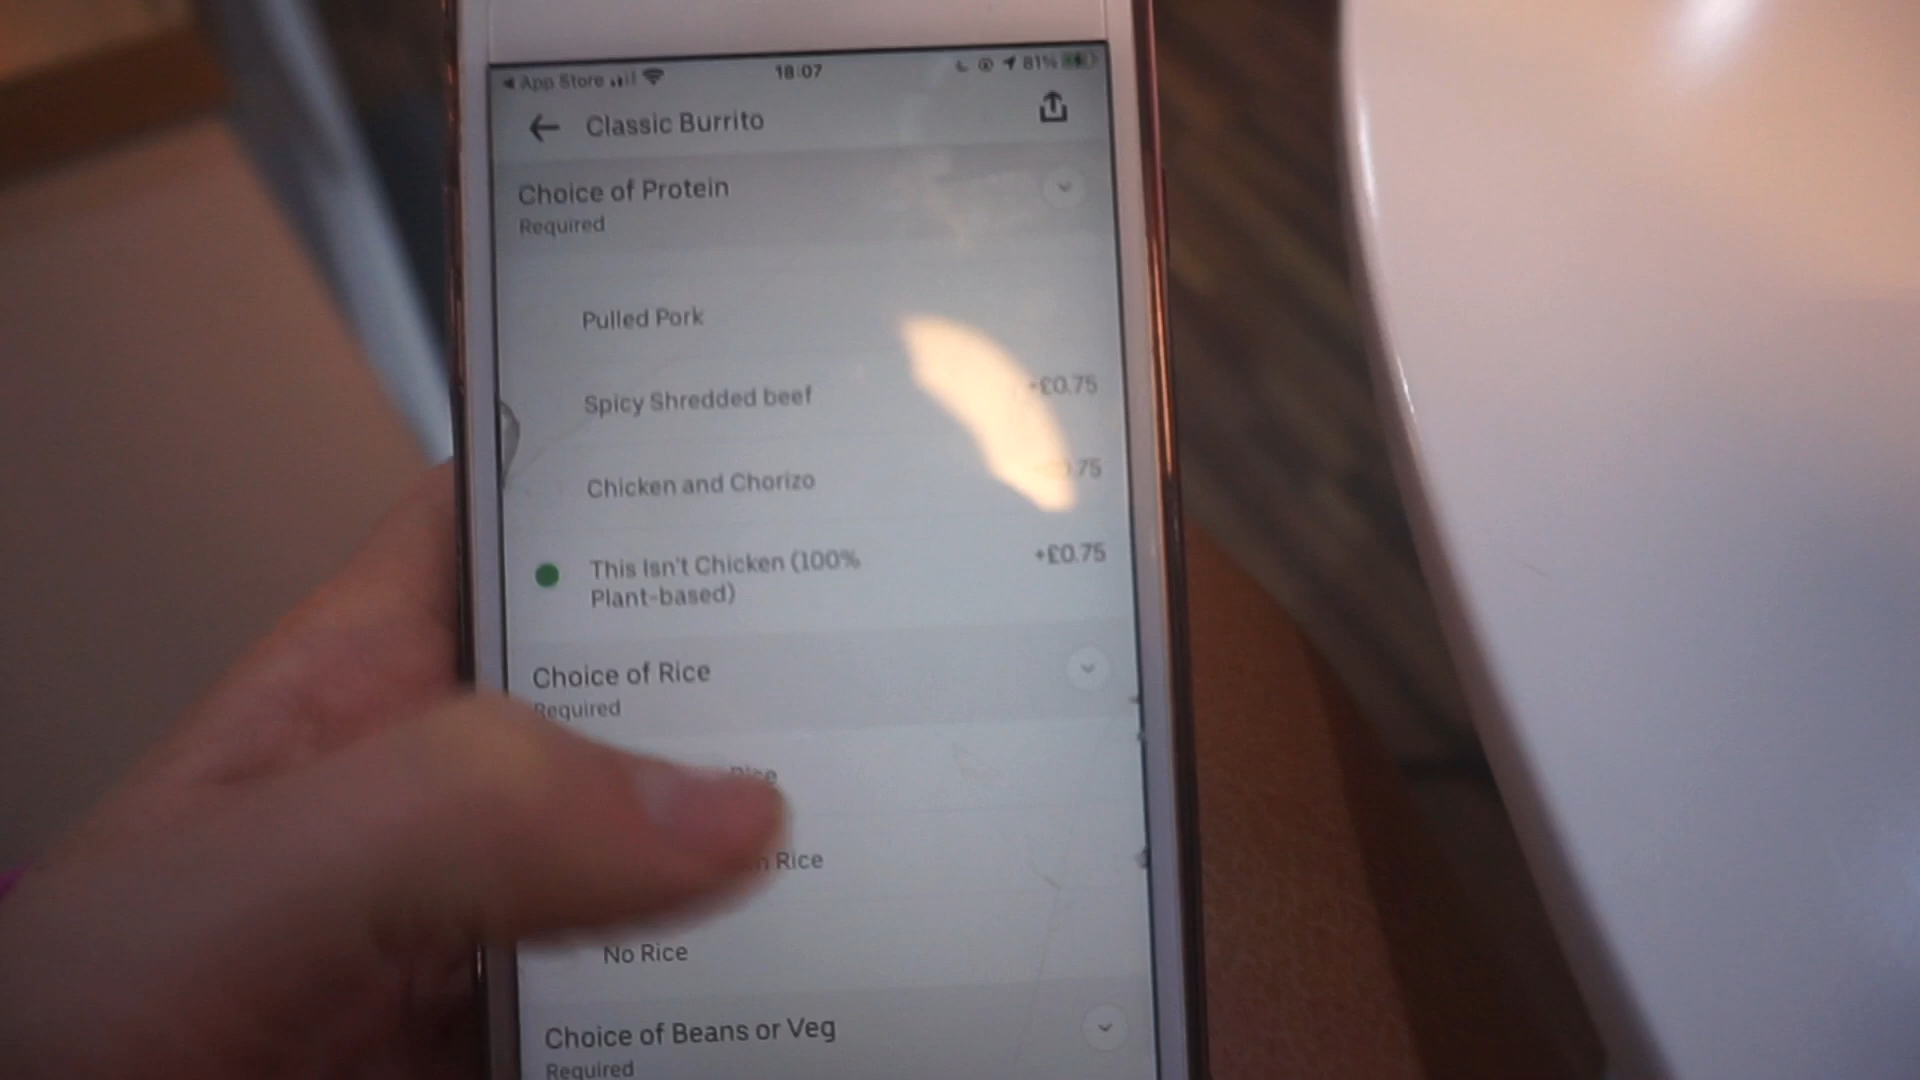 App Store 18:07 81%
Classic Burrito
Choice of Protein
Required
Pulled Pork
Spicy Shredded beef +£0.75
Chicken and Chorizo .75
This Isn't Chicken (100% +£0.75
Plant-based)
Choice of Rice
Required
Rice
Rice
No Rice
Choice of Beans or Veg
Required